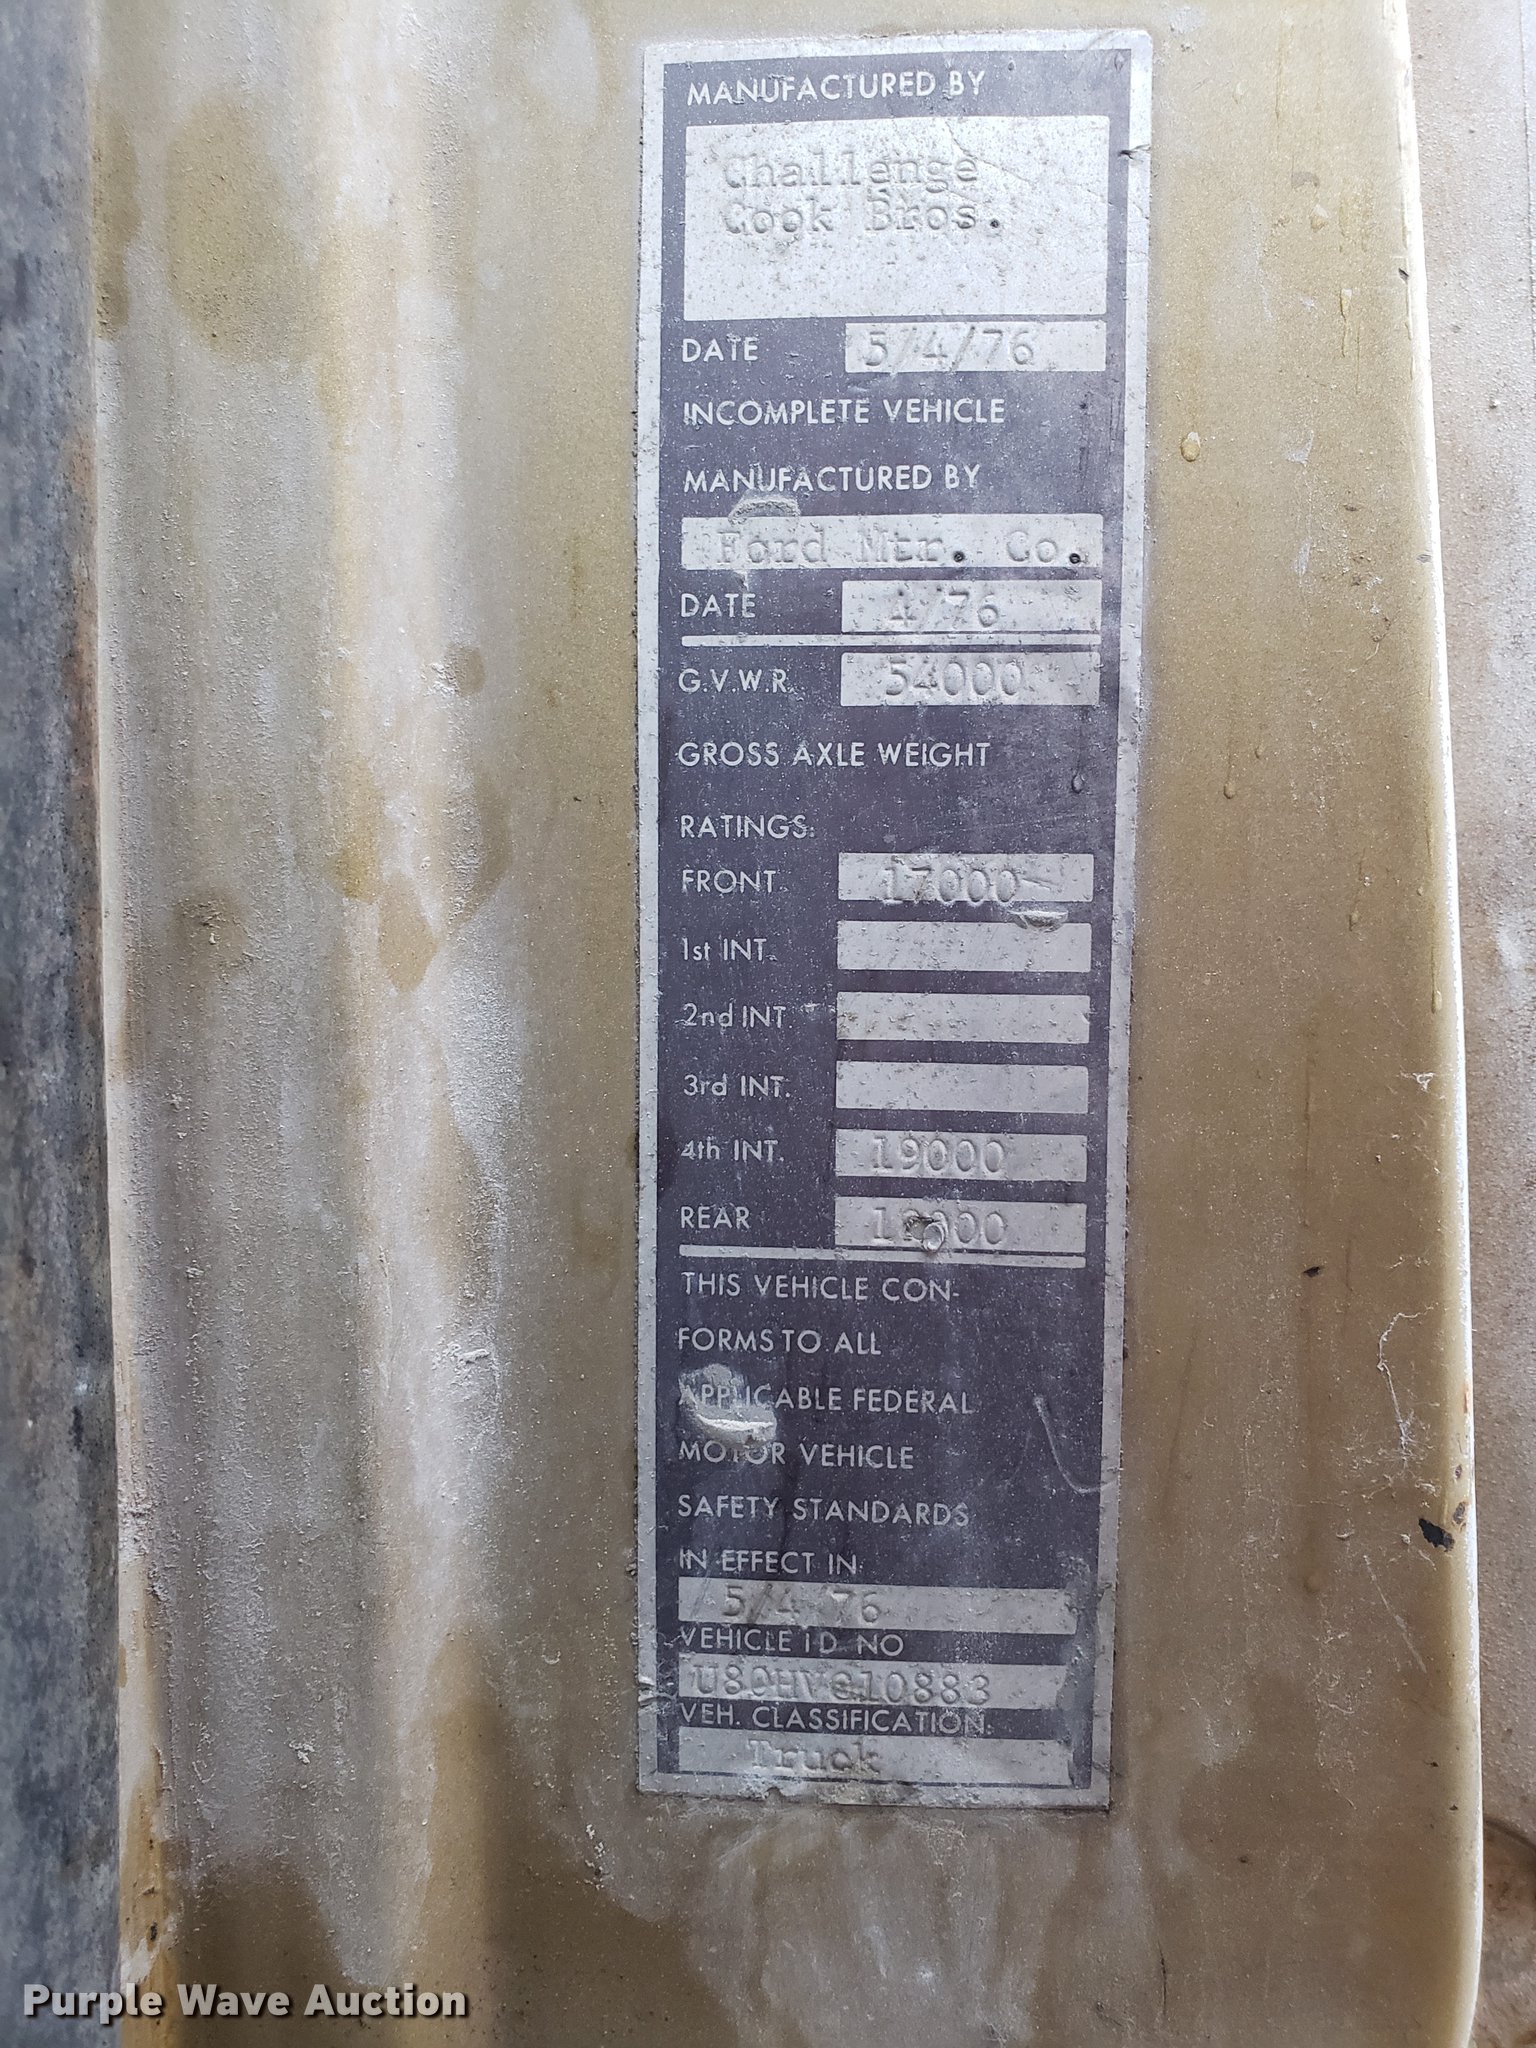 MANUFACTURED BY
Challenge
Cook Bros.
DATE 5/4/76
INCOMPLETE VEHICLE
MANUFACTURED BY
Ford Mtr. Co.
DATE 4/76
G.V.W.R. 54000
GROSS AXLE WEIGHT
RATINGS:
FRONT 17000
1st INT.
2nd INT.
3rd INT.
4th INT. 19000
REAR
THIS VEHICLE CON-
FORMS TO ALL
APPLICABLE FEDERAL
MOTOR VEHICLE
SAFETY STANDARDS
IN EFFECT IN
5/4/76
VEHICLE I D NO
VEH. CLASSIFICATION:
Truck
Purple Wave Auction